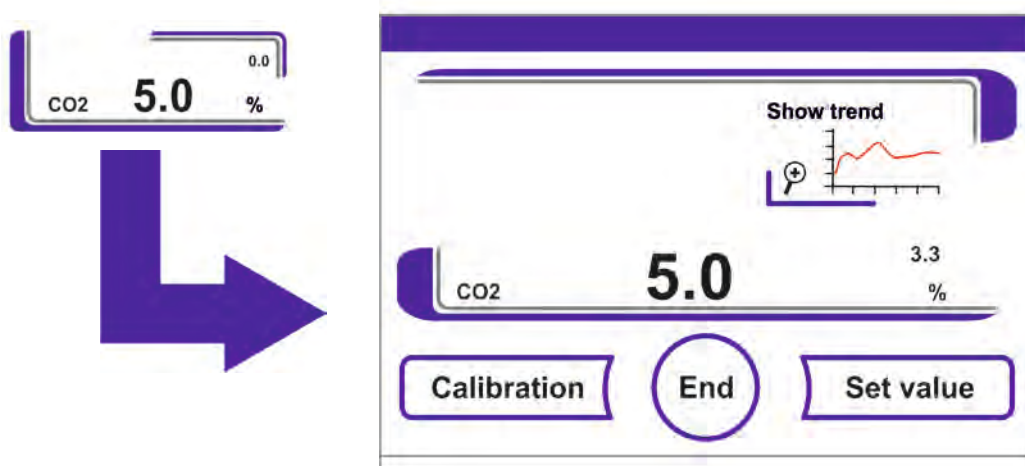 0.0
CO2 5.0 %
Show trend
3.3
CO2 5.0 %
Calibration End Set value